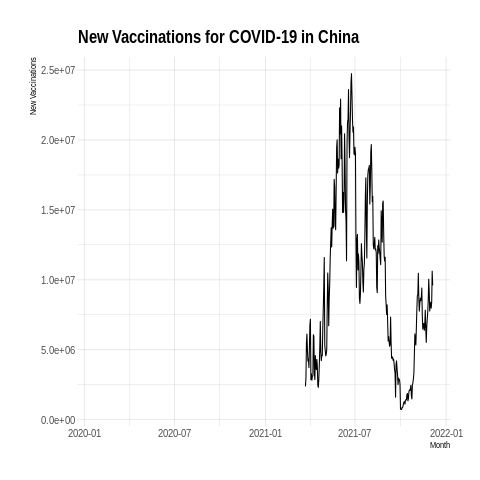 New Vaccinations for COVID-19 in China
New Vaccinations
2.5e+07
2.0e+07
1.5e+07
1.0e+07
5.0e+06
0.0e+00
2020-01 2020-07 2021-01 2021-07 2022-01
Month